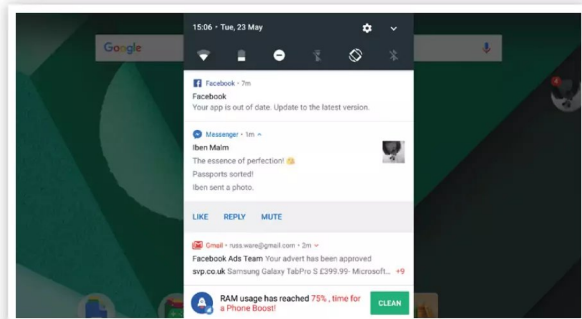 15:06 • Tue, 23 May
Google
Facebook • 7m
Facebook
Your app is out of date. Update to the latest version.
Messenger • 1m
Iben Maim
The essence of perfection! 👏
Passports sorted!
Iben sent a photo.
LIKE REPLY MUTE
Gmail • russ.ware@gmail.com • 2m
Facebook Ads Team Your advert has been approved
svp.co.uk Samsung Galaxy TabPro S £399.99- Microsoft... +9
RAM usage has reached 75% , time for
a Phone Boost!
CLEAN